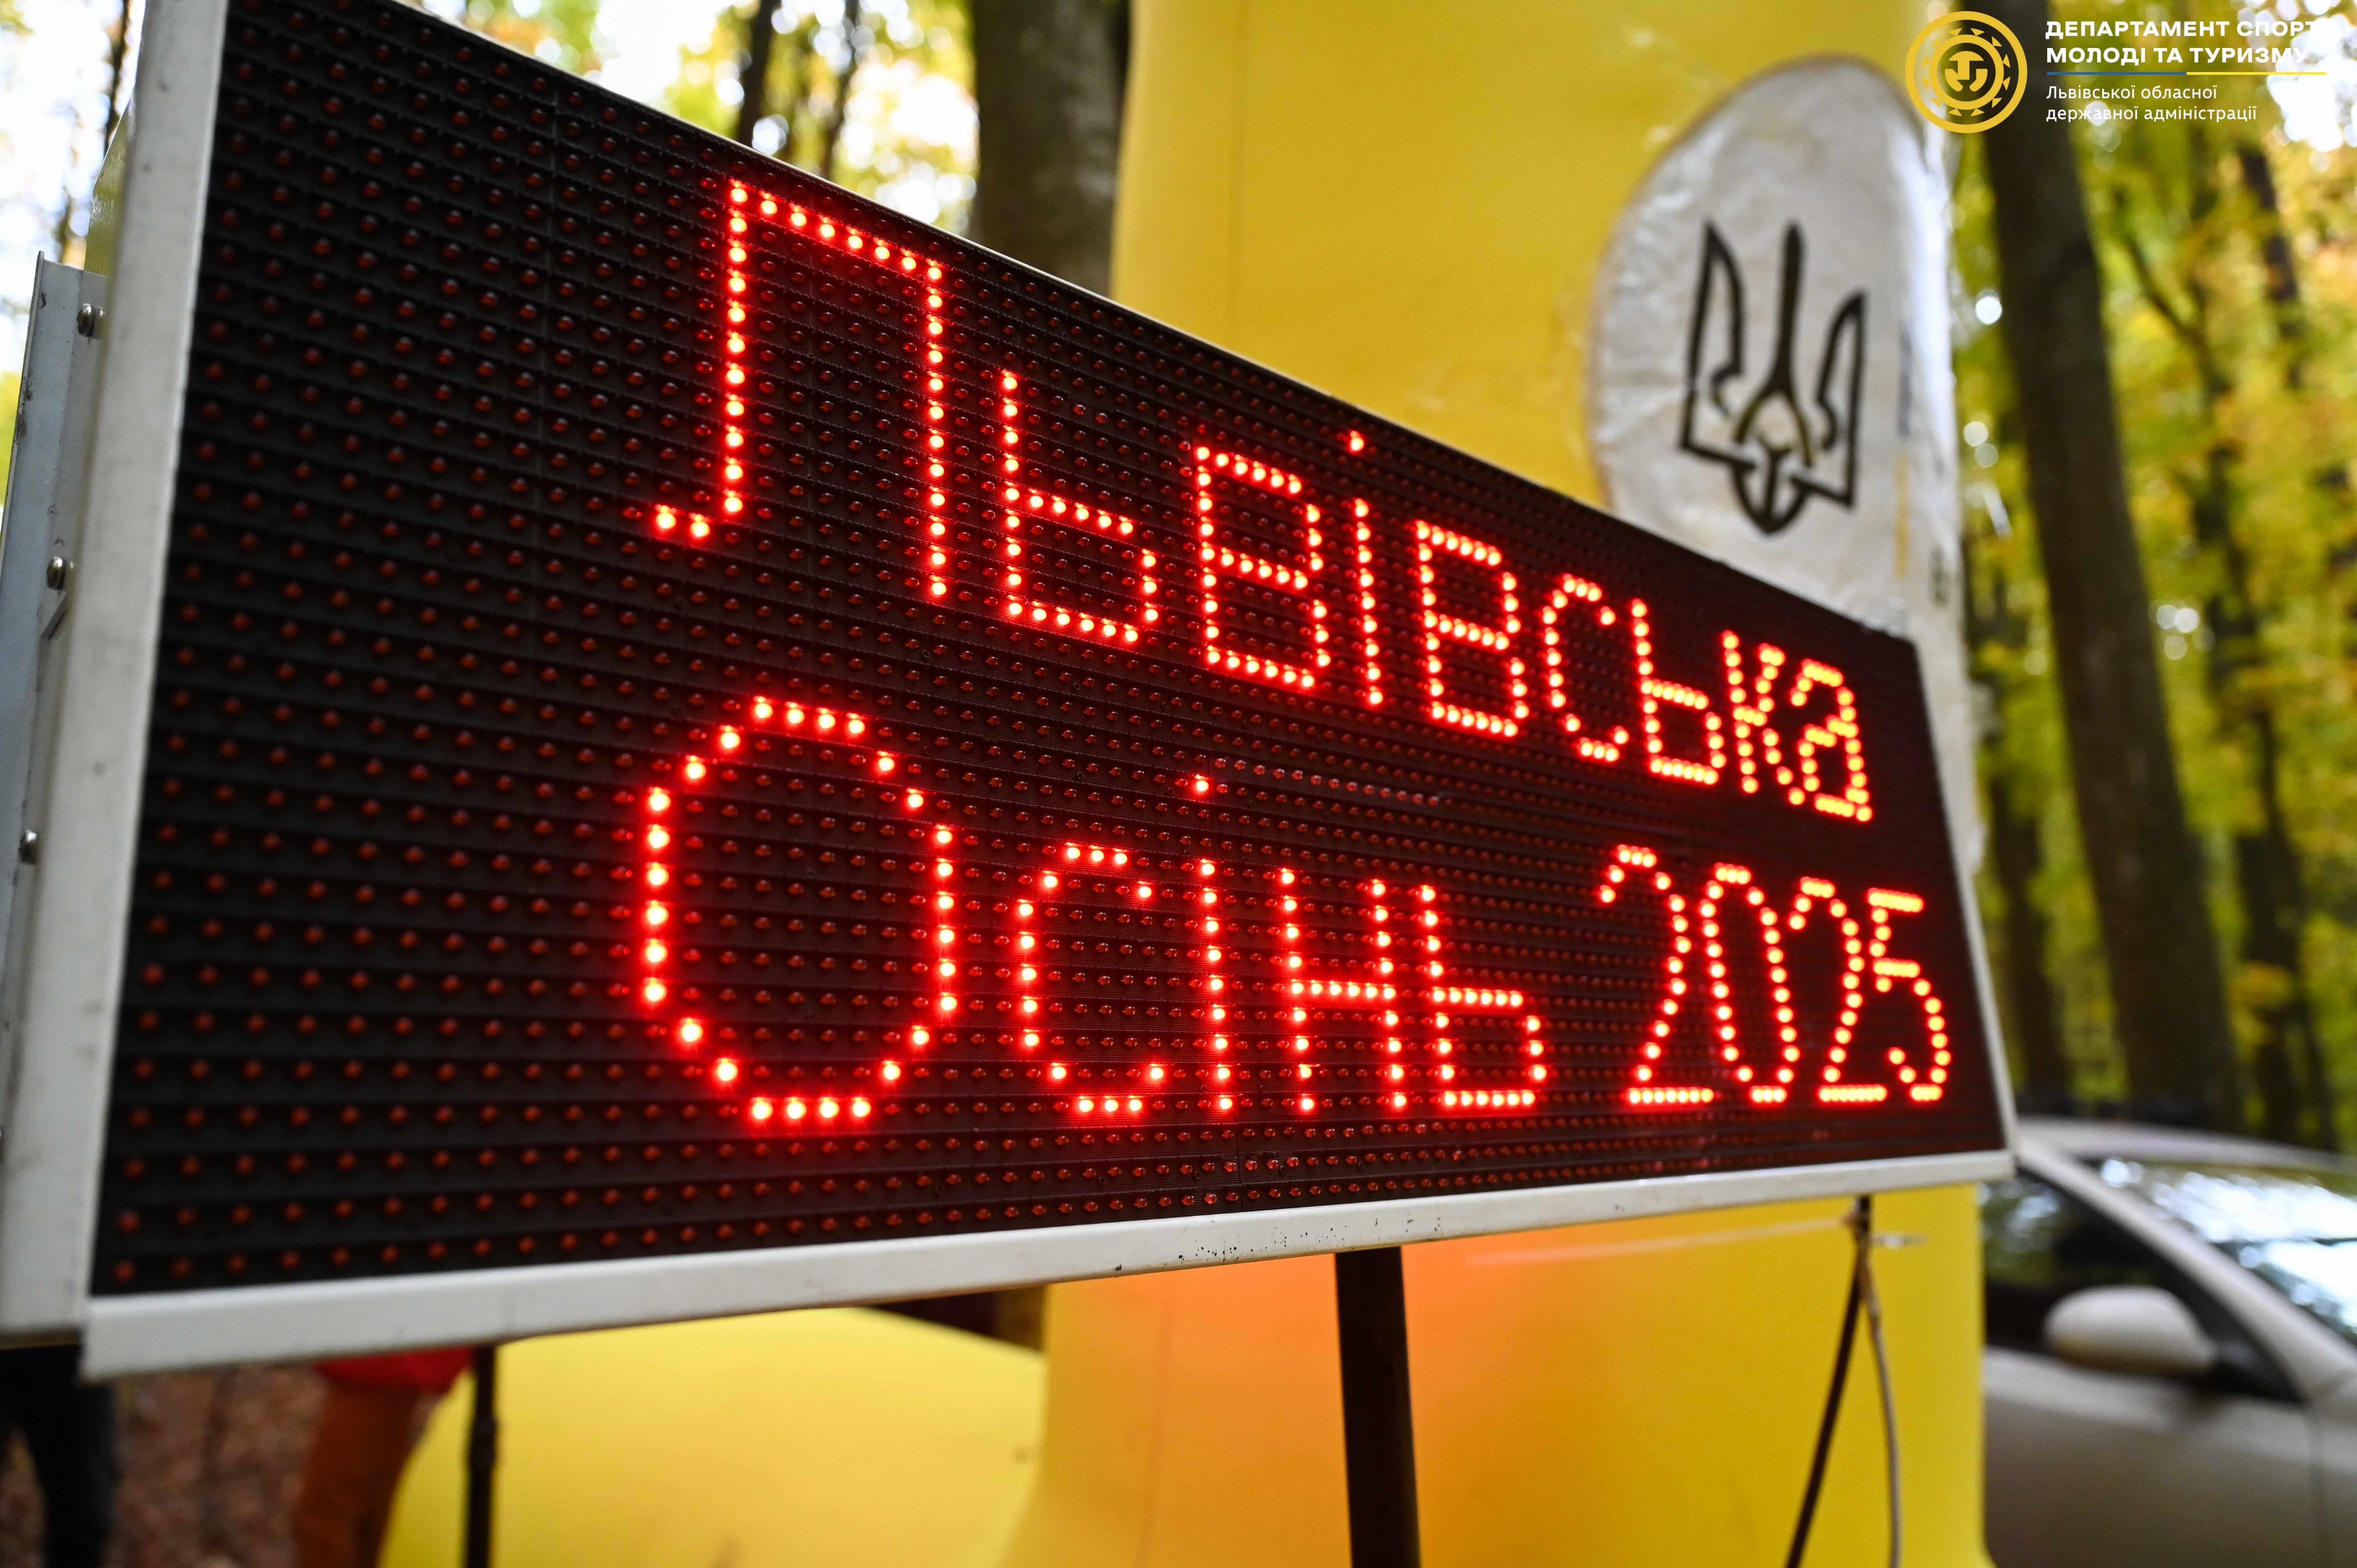 ДЕПАРТАМЕНТ СПОРТУ
МОЛОДІ ТА ТУРИЗМУ
Львівської обласної
державної адміністрації
Львівська
Осінь 2025